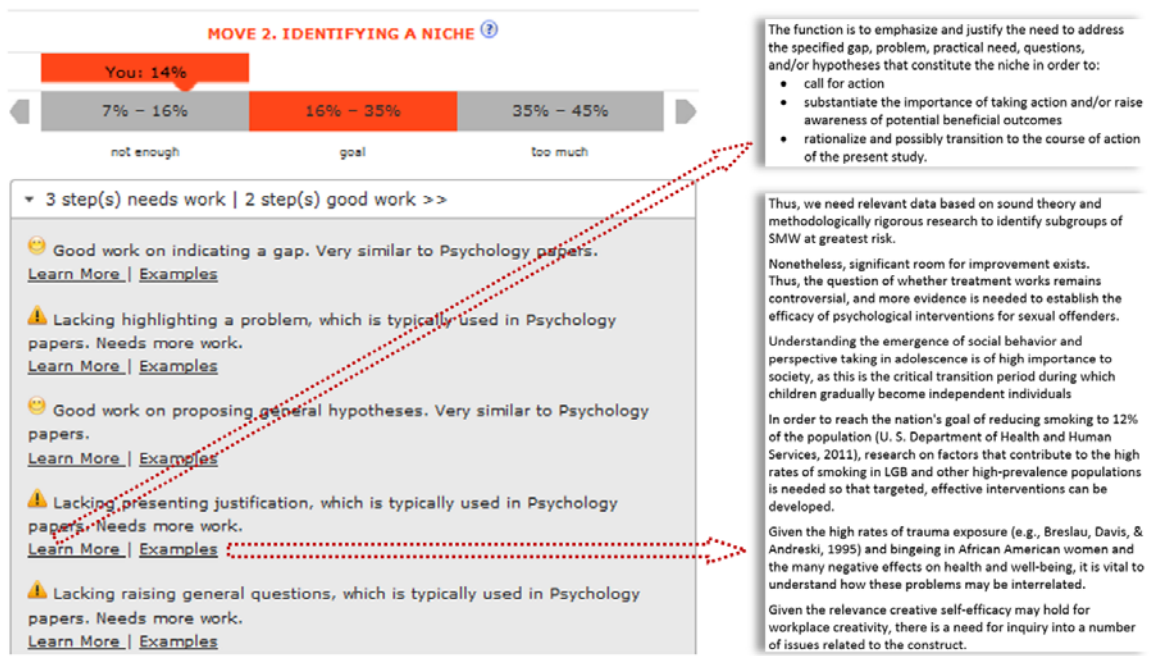 MOVE 2. IDENTIFYING A NICHE ?
You: 14%
7% – 16%
16% – 35%
35% – 45%
not enough
goal
too much
3 step(s) needs work | 2 step(s) good work >>
Good work on indicating a gap. Very similar to Psychology papers.
Learn More | Examples
Lacking highlighting a problem, which is typically used in Psychology
papers. Needs more work.
Learn More | Examples
Good work on proposing general hypotheses. Very similar to Psychology
papers.
Learn More | Examples
Lacking presenting justification, which is typically used in Psychology
papers. Needs more work.
Learn More | Examples
Lacking raising general questions, which is typically used in Psychology
papers. Needs more work.
Learn More | Examples
The function is to emphasize and justify the need to address
the specified gap, problem, practical need, questions,
and/or hypotheses that constitute the niche in order to:
• call for action
• substantiate the importance of taking action and/or raise
awareness of potential beneficial outcomes
• rationalize and possibly transition to the course of action
of the present study.
Thus, we need relevant data based on sound theory and
methodologically rigorous research to identify subgroups of
SMW at greatest risk.
Nonetheless, significant room for improvement exists.
Thus, the question of whether treatment works remains
controversial, and more evidence is needed to establish the
efficacy of psychological interventions for sexual offenders.
Understanding the emergence of social behavior and
perspective taking in adolescence is of high importance to
society, as this is the critical transition period during which
children gradually become independent individuals
In order to reach the nation's goal of reducing smoking to 12%
of the population (U. S. Department of Health and Human
Services, 2011), research on factors that contribute to the high
rates of smoking in LGB and other high-prevalence populations
is needed so that targeted, effective interventions can be
developed.
Given the high rates of trauma exposure (e.g., Breslau, Davis, &
Andreski, 1995) and bingeing in African American women and
the many negative effects on health and well-being, it is vital to
understand how these problems may be interrelated.
Given the relevance creative self-efficacy may hold for
workplace creativity, there is a need for inquiry into a number
of issues related to the construct.